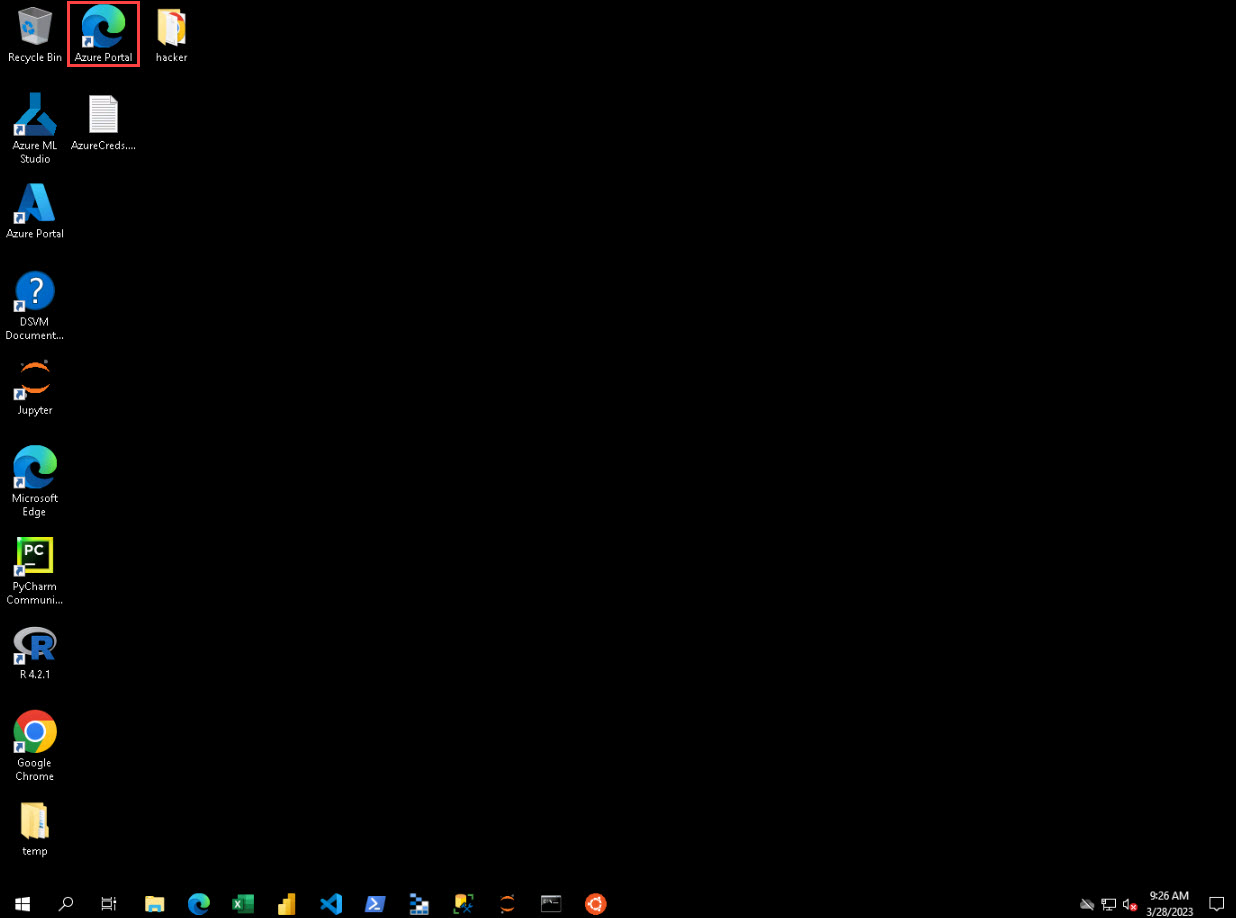 Recycle Bin
Azure Portal
hacker
Azure ML
Studio
AzureCreds....
Azure Portal
?
DSVM
Document...
Jupyter
Microsoft
Edge
PC
PyCharm
Communi...
R
R 4.2.1
Google
Chrome
temp
9:26 AM
3/28/2023